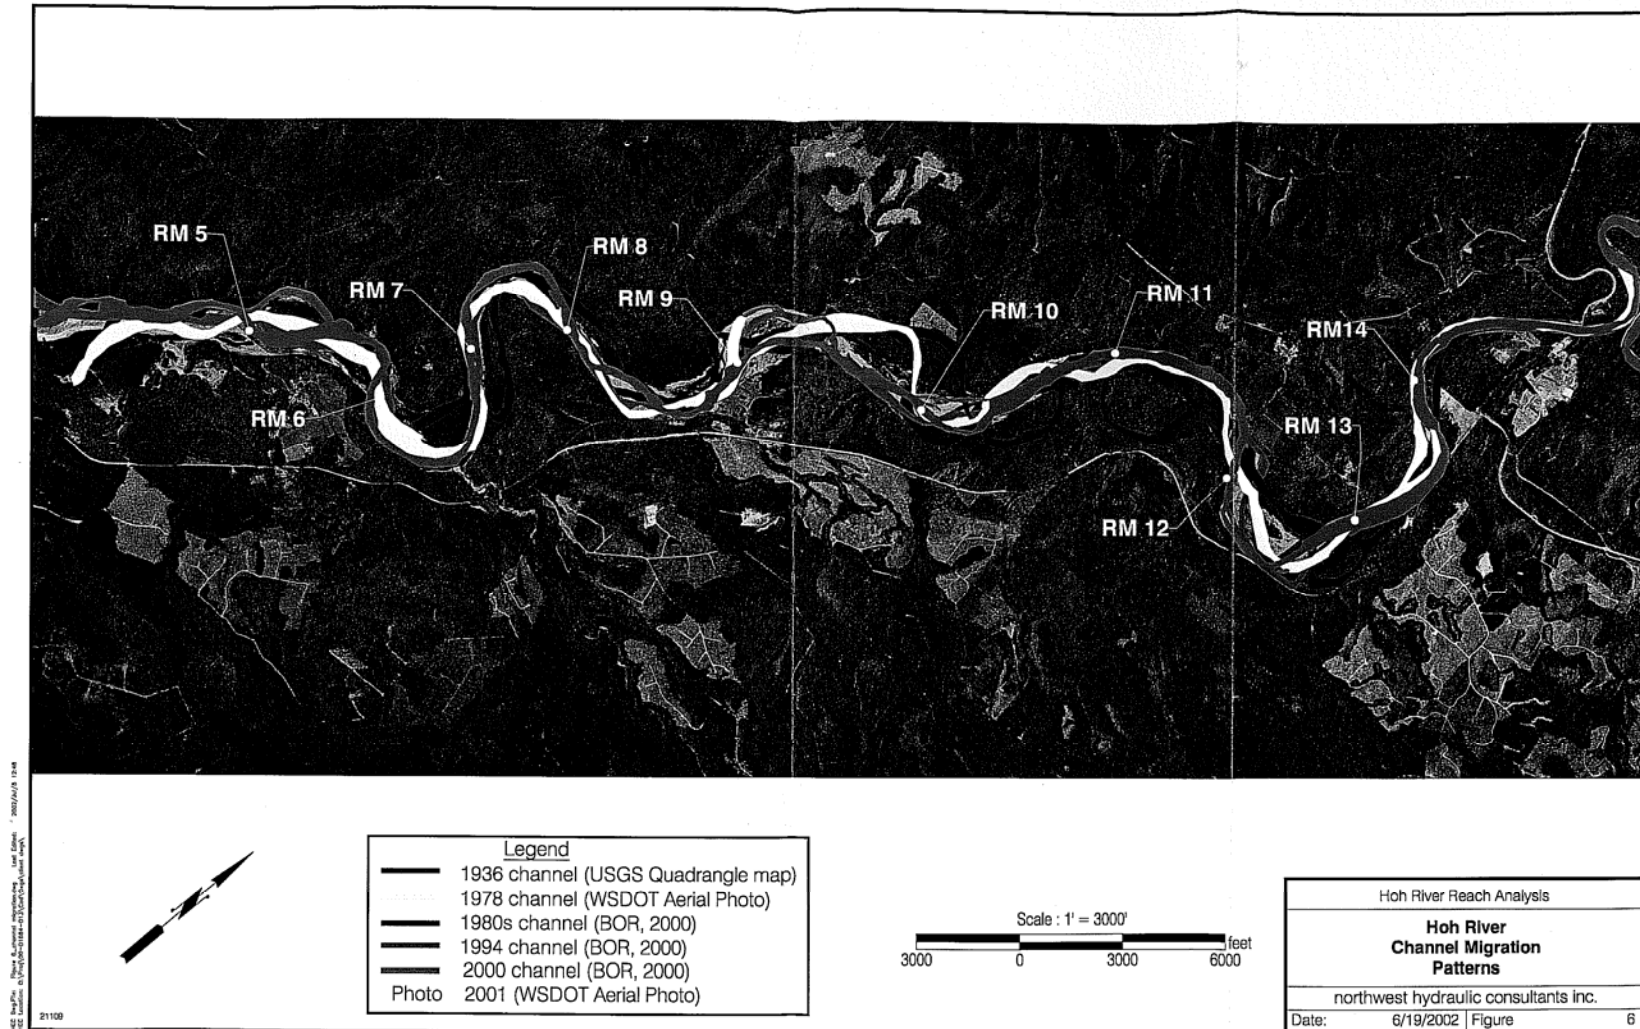 RM 5
RM 7
RM 8
RM 9
RM 6
RM 10
RM 11
RM14
RM 13
RM 12
Legend
1936 channel (USGS Quadrangle map)
1978 channel (WSDOT Aerial Photo)
1980s channel (BOR, 2000)
1994 channel (BOR, 2000)
2000 channel (BOR, 2000)
Photo 2001 (WSDOT Aerial Photo)
Scale : 1' = 3000'
feet
3000 0 3000 6000
Hoh River Reach Analysis
Hoh River
Channel Migration
Patterns
northwest hydraulic consultants inc.
Date: 6/19/2002 Figure 6
21109